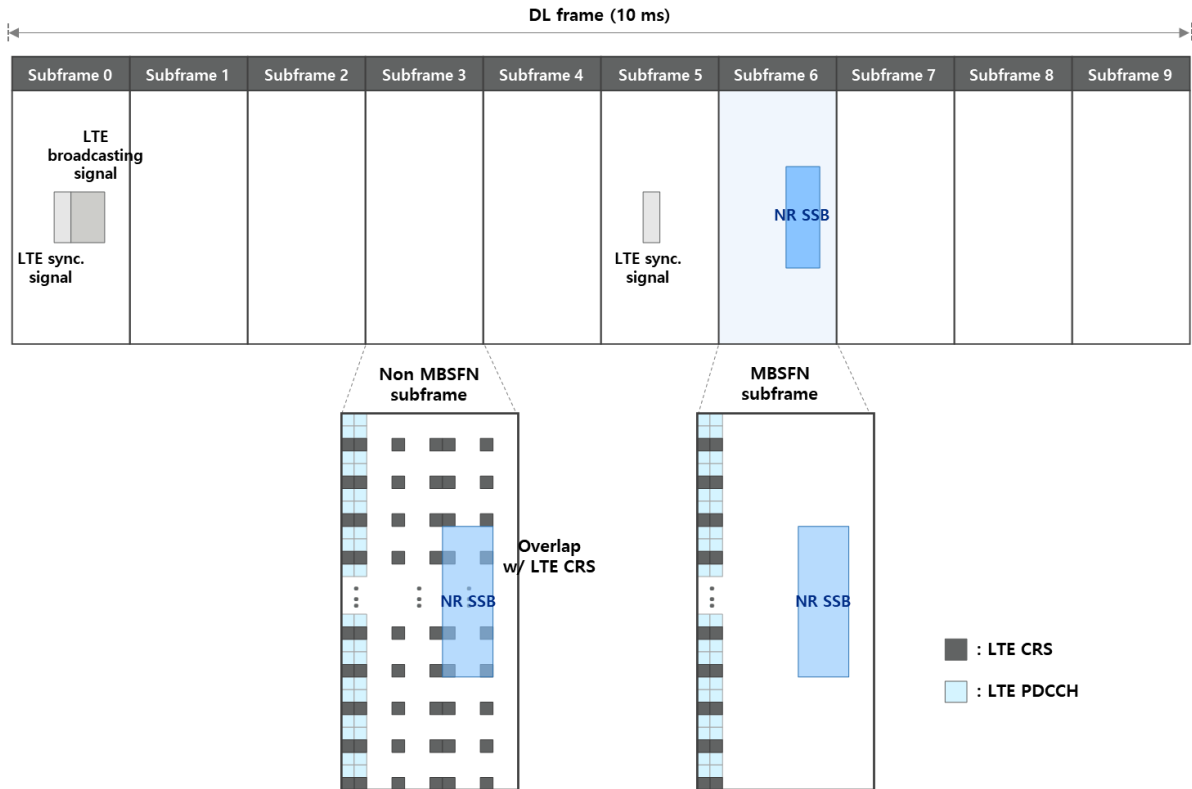 DL frame (10 ms)
Subframe 0
Subframe 1
Subframe 2
Subframe 3
Subframe 4
Subframe 5
Subframe 6
Subframe 7
Subframe 8
Subframe 9
LTE
broadcasting
signal
LTE sync.
signal
LTE sync.
signal
NR SSB
Non MBSFN
subframe
MBSFN
subframe
Overlap
w/ LTE CRS
NR SSB
NR SSB
: LTE CRS
: LTE PDCCH